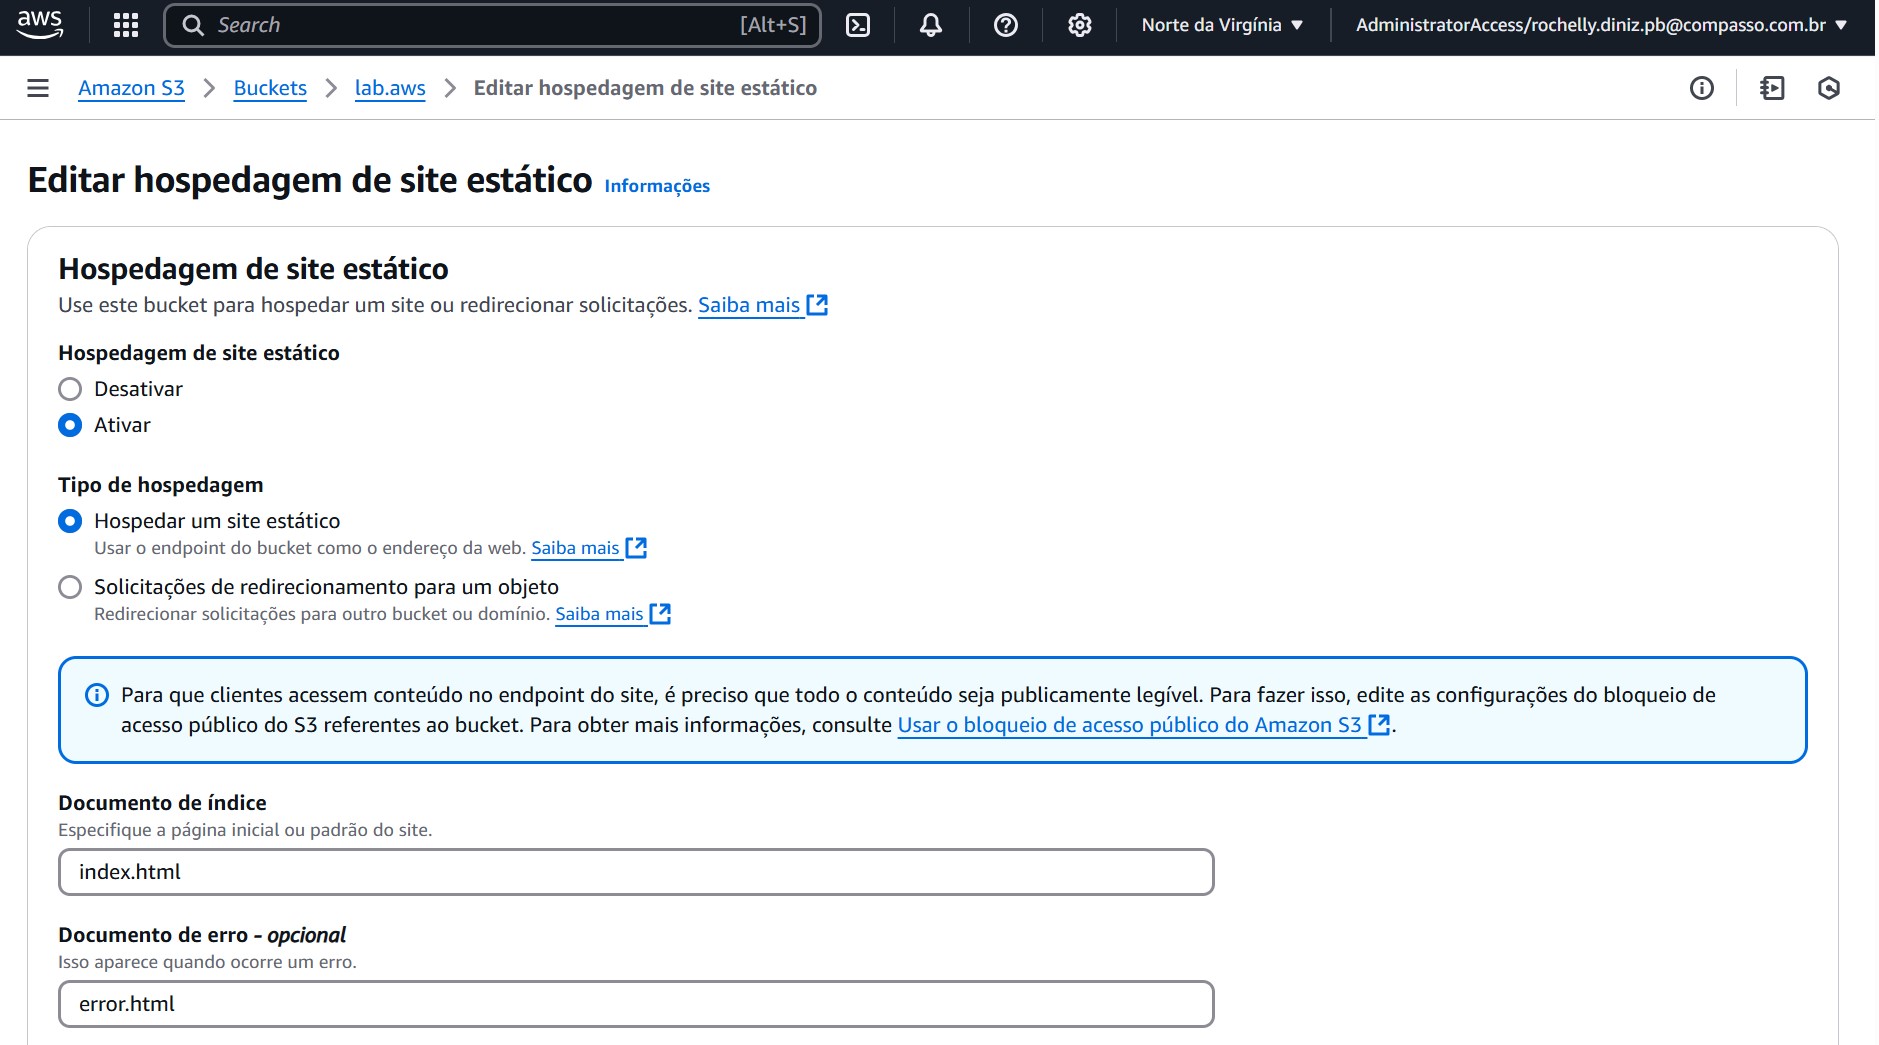 aws
Search [Alt+S]
Norte da Virgínia
AdministratorAccess/rochelly.diniz.pb@compasso.com.br
Amazon S3 > Buckets > lab.aws > Editar hospedagem de site estático
Editar hospedagem de site estático Informações
Hospedagem de site estático
Use este bucket para hospedar um site ou redirecionar solicitações. Saiba mais
Hospedagem de site estático
Desativar
Ativar
Tipo de hospedagem
Hospedar um site estático
Usar o endpoint do bucket como o endereço da web. Saiba mais
Solicitações de redirecionamento para um objeto
Redirecionar solicitações para outro bucket ou domínio. Saiba mais
Para que clientes acessem conteúdo no endpoint do site, é preciso que todo o conteúdo seja publicamente legível. Para fazer isso, edite as configurações do bloqueio de
acesso público do S3 referentes ao bucket. Para obter mais informações, consulte Usar o bloqueio de acesso público do Amazon S3.
Documento de índice
Especifique a página inicial ou padrão do site.
index.html
Documento de erro - opcional
Isso aparece quando ocorre um erro.
error.html